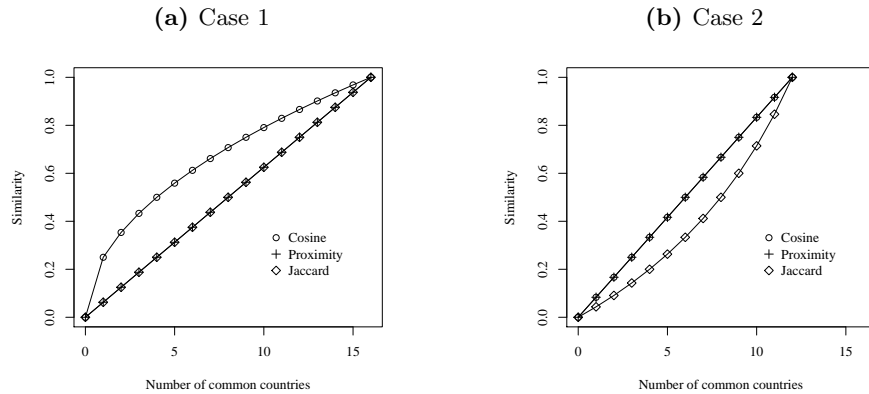 (a) Case 1
1.0
0.8
0.6
0.4
0.2
0.0
Similarity
Cosine
Proximity
Jaccard
0 5 10 15
Number of common countries
(b) Case 2
1.0
0.8
0.6
0.4
0.2
0.0
Similarity
Cosine
Proximity
Jaccard
0 5 10 15
Number of common countries